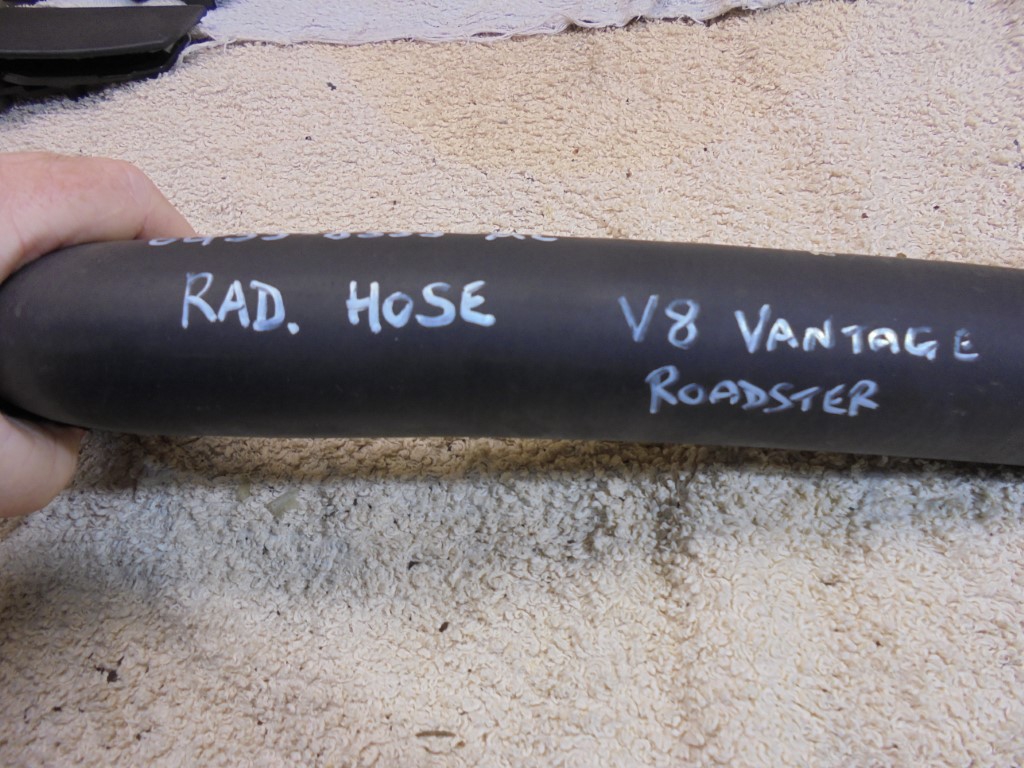 RAD. HOSE
V8 VANTAGE
ROADSTER